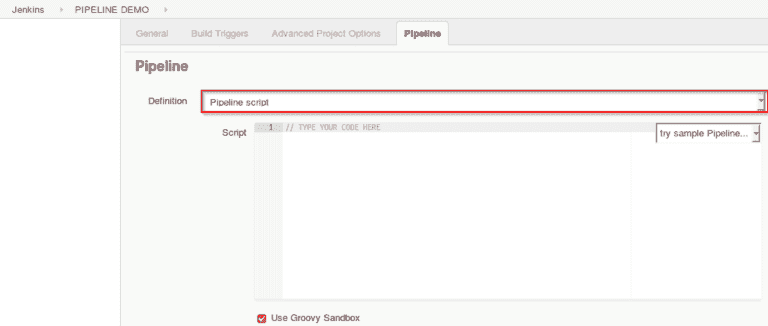 Jenkins PIPELINE DEMO
General Build Triggers Advanced Project Options Pipeline
Pipeline
Definition Pipeline script
Script 1 // TYPE YOUR CODE HERE try sample Pipeline...
Use Groovy Sandbox